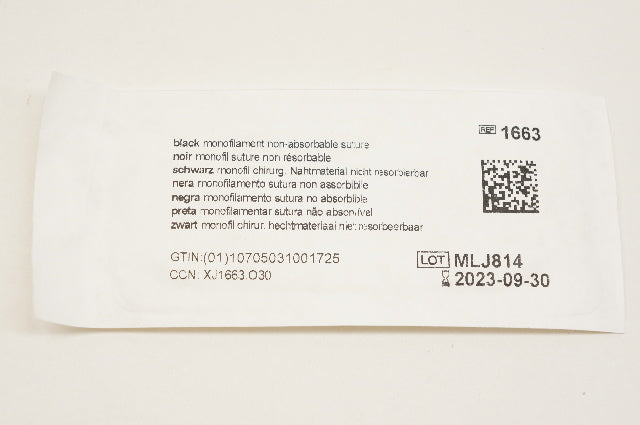 black monofilament non-absorbable suture
noir monofil suture non résorbable
schwarz monofil chirurg. Nahtmaterial nicht resorbierbar
nera monofilamento sutura non assorbibile
negra monofilamento sutura no absorbible
preta monofilamentar sutura não absorvível
zwart monofil chirur. hechtmateriaal niet resorbeerbaar
GTIN:(01)10705031001725
CCN: XJ1663.O30
REF 1663
LOT MLJ814
2023-09-30